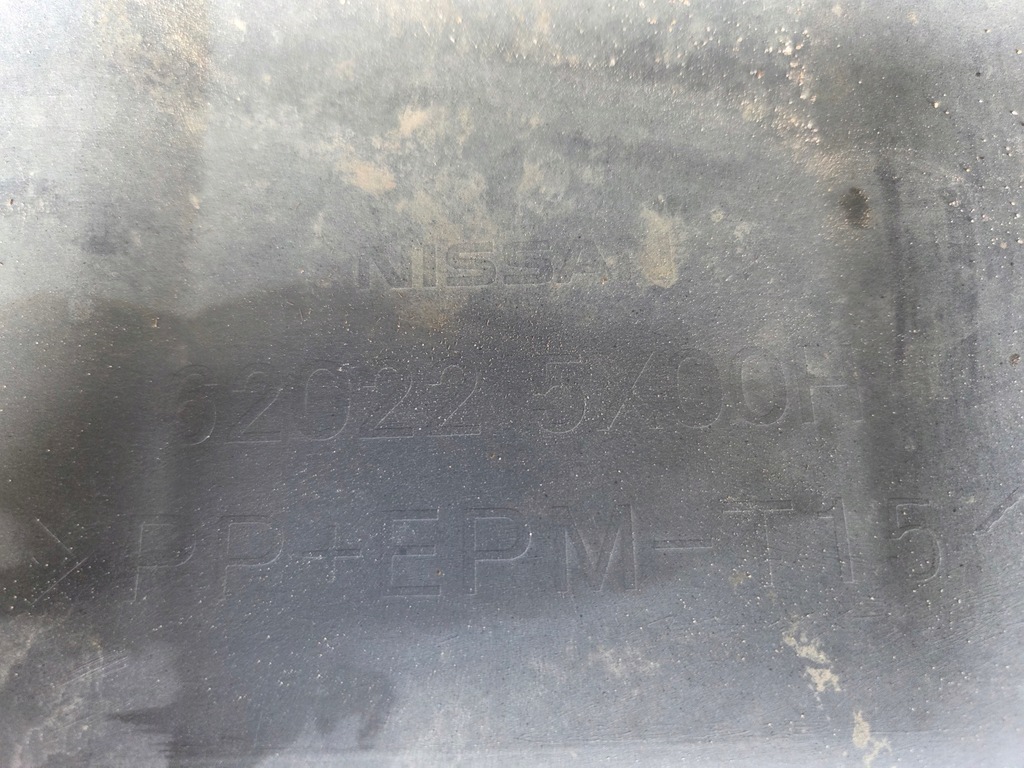 NISSAN
62022 5X00H
>PP+EPM-T15<